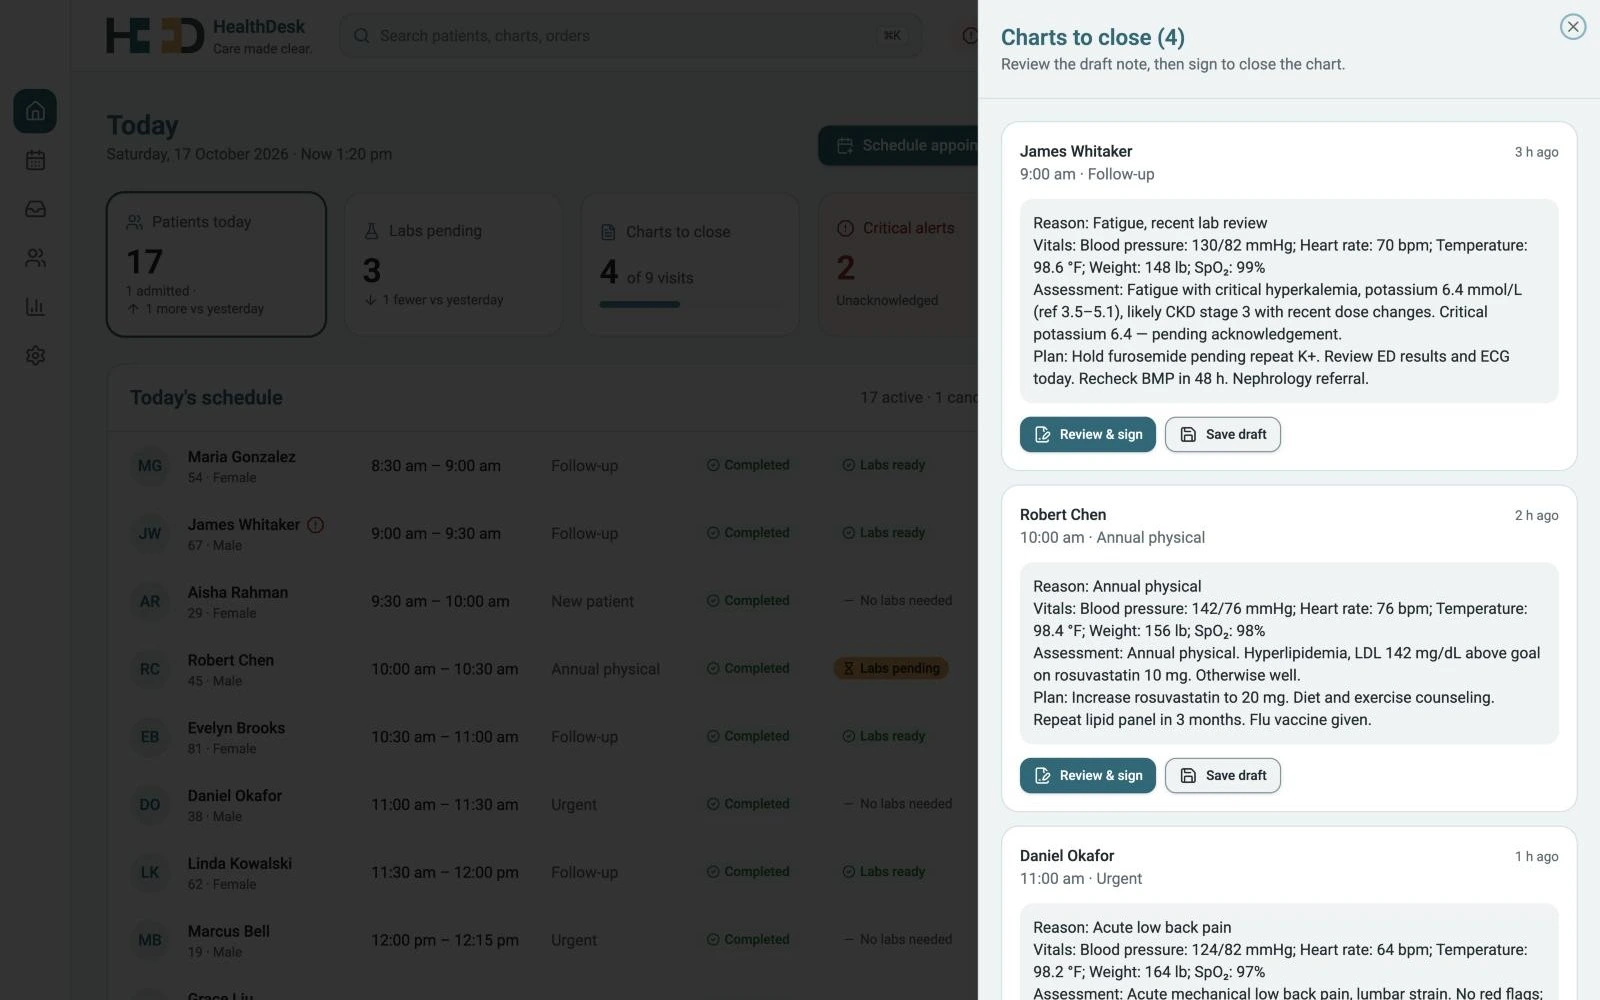 HealthDesk
Care made clear.
Search patients, charts, orders
⌘K
Today
Saturday, 17 October 2026 · Now 1:20 pm
Schedule appoin
Patients today
17
1 admitted ·
↑ 1 more vs yesterday
Labs pending
3
↓ 1 fewer vs yesterday
Charts to close
4 of 9 visits
Critical alerts
2
Unacknowledged
Today's schedule
17 active · 1 canc
MG
Maria Gonzalez
54 · Female
8:30 am – 9:00 am
Follow-up
Completed
Labs ready
JW
James Whitaker
67 · Male
9:00 am – 9:30 am
Follow-up
Completed
Labs ready
AR
Aisha Rahman
29 · Female
9:30 am – 10:00 am
New patient
Completed
– No labs needed
RC
Robert Chen
45 · Male
10:00 am – 10:30 am
Annual physical
Completed
Labs pending
EB
Evelyn Brooks
81 · Female
10:30 am – 11:00 am
Follow-up
Completed
Labs ready
DO
Daniel Okafor
38 · Male
11:00 am – 11:30 am
Urgent
Completed
– No labs needed
LK
Linda Kowalski
62 · Female
11:30 am – 12:00 pm
Follow-up
Completed
Labs ready
MB
Marcus Bell
19 · Male
12:00 pm – 12:15 pm
Urgent
Completed
– No labs needed
Grace Liu
Charts to close (4)
Review the draft note, then sign to close the chart.
James Whitaker
3 h ago
9:00 am · Follow-up
Reason: Fatigue, recent lab review
Vitals: Blood pressure: 130/82 mmHg; Heart rate: 70 bpm; Temperature:
98.6 °F; Weight: 148 lb; SpO₂: 99%
Assessment: Fatigue with critical hyperkalemia, potassium 6.4 mmol/L
(ref 3.5–5.1), likely CKD stage 3 with recent dose changes. Critical
potassium 6.4 — pending acknowledgement.
Plan: Hold furosemide pending repeat K+. Review ED results and ECG
today. Recheck BMP in 48 h. Nephrology referral.
Review & sign
Save draft
Robert Chen
2 h ago
10:00 am · Annual physical
Reason: Annual physical
Vitals: Blood pressure: 142/76 mmHg; Heart rate: 76 bpm; Temperature:
98.4 °F; Weight: 156 lb; SpO₂: 98%
Assessment: Annual physical. Hyperlipidemia, LDL 142 mg/dL above goal
on rosuvastatin 10 mg. Otherwise well.
Plan: Increase rosuvastatin to 20 mg. Diet and exercise counseling.
Repeat lipid panel in 3 months. Flu vaccine given.
Review & sign
Save draft
Daniel Okafor
1 h ago
11:00 am · Urgent
Reason: Acute low back pain
Vitals: Blood pressure: 124/82 mmHg; Heart rate: 64 bpm; Temperature:
98.2 °F; Weight: 164 lb; SpO₂: 97%
Assessment: Acute mechanical low back pain, lumbar strain. No red flags;